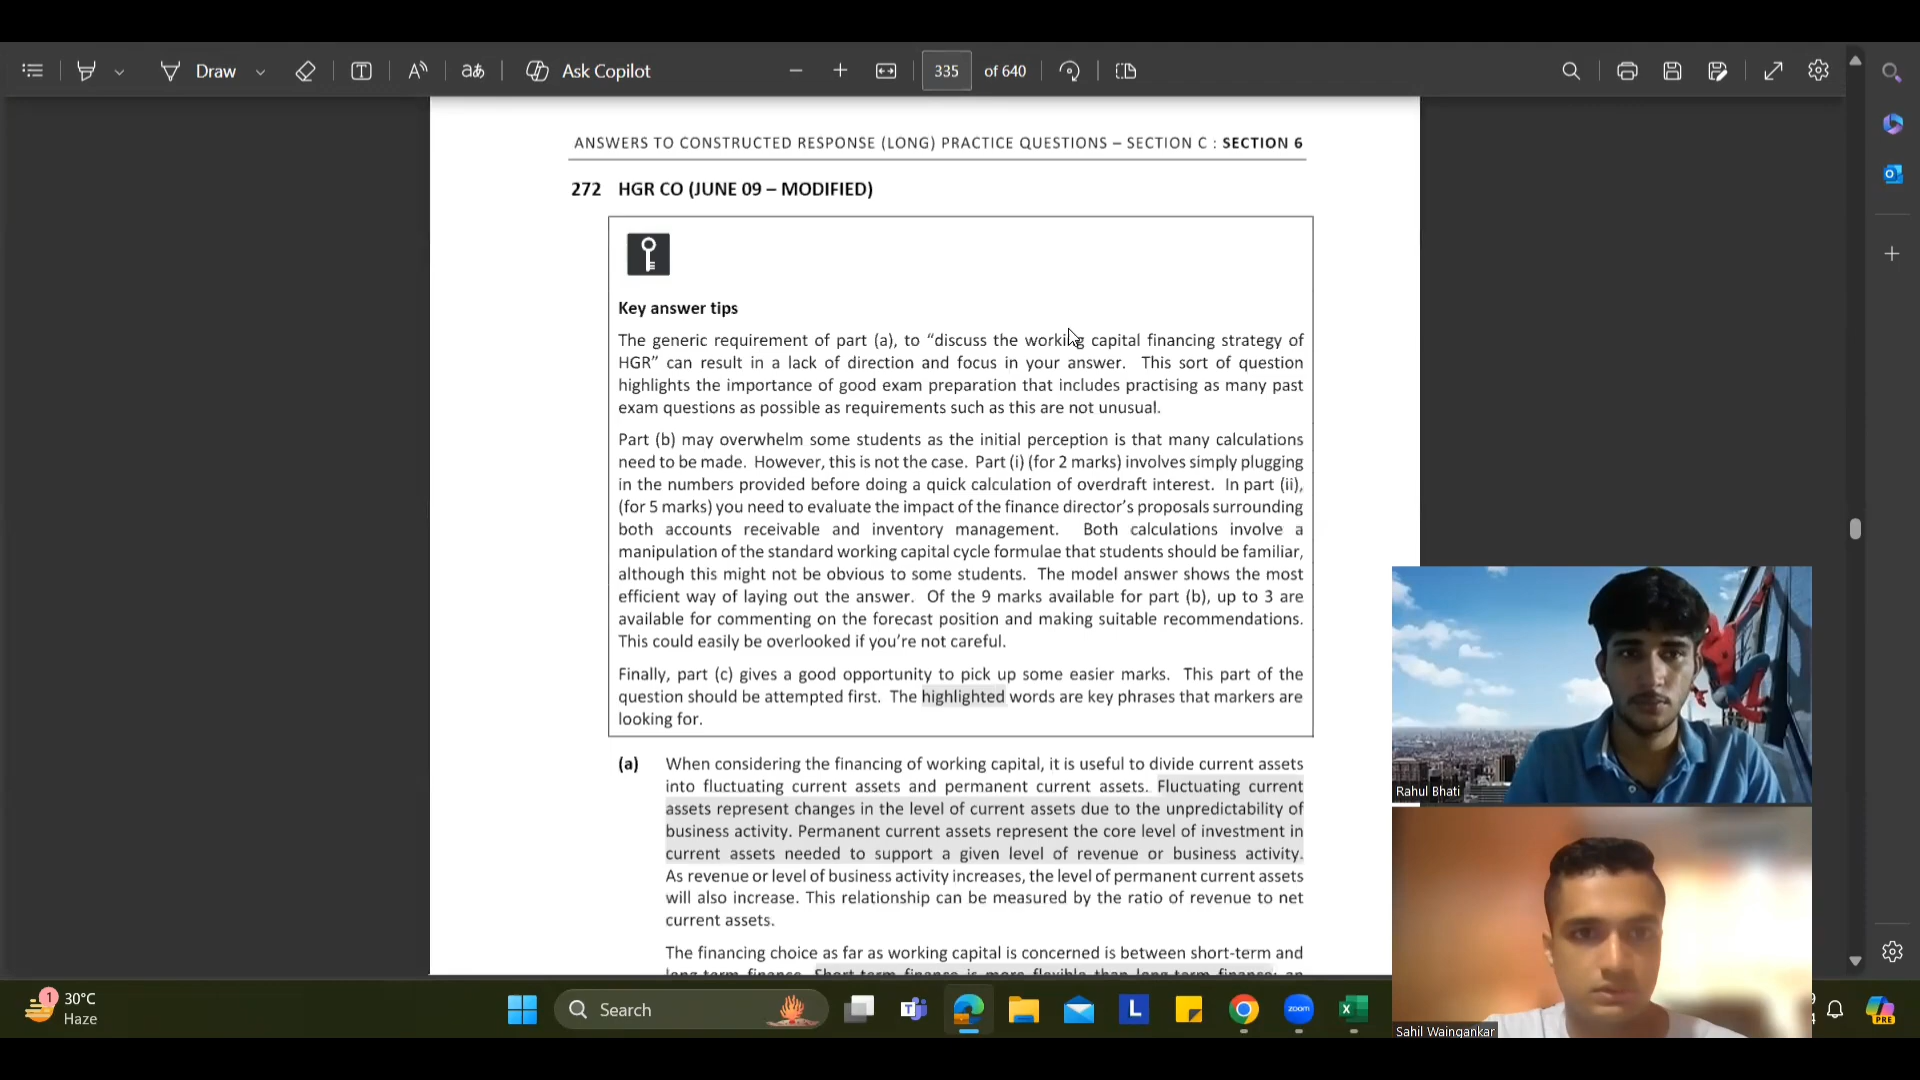 Draw
Ask Copilot
335
of 640
ANSWERS TO CONSTRUCTED RESPONSE (LONG) PRACTICE QUESTIONS – SECTION C : SECTION 6
272 HGR CO (JUNE 09 – MODIFIED)
Key answer tips
The generic requirement of part (a), to “discuss the working capital financing strategy of
HGR” can result in a lack of direction and focus in your answer. This sort of question
highlights the importance of good exam preparation that includes practising as many past
exam questions as possible as requirements such as this are not unusual.
Part (b) may overwhelm some students as the initial perception is that many calculations
need to be made. However, this is not the case. Part (i) (for 2 marks) involves simply plugging
in the numbers provided before doing a quick calculation of overdraft interest. In part (ii),
(for 5 marks) you need to evaluate the impact of the finance director’s proposals surrounding
both accounts receivable and inventory management. Both calculations involve a
manipulation of the standard working capital cycle formulae that students should be familiar,
although this might not be obvious to some students. The model answer shows the most
efficient way of laying out the answer. Of the 9 marks available for part (b), up to 3 are
available for commenting on the forecast position and making suitable recommendations.
This could easily be overlooked if you’re not careful.
Finally, part (c) gives a good opportunity to pick up some easier marks. This part of the
question should be attempted first. The highlighted words are key phrases that markers are
looking for.
(a) When considering the financing of working capital, it is useful to divide current assets
into fluctuating current assets and permanent current assets. Fluctuating current
assets represent changes in the level of current assets due to the unpredictability of
business activity. Permanent current assets represent the core level of investment in
current assets needed to support a given level of revenue or business activity.
As revenue or level of business activity increases, the level of permanent current assets
will also increase. This relationship can be measured by the ratio of revenue to net
current assets.
The financing choice as far as working capital is concerned is between short-term and
long-term finance. Short-term finance is more flexible than long-term finance; an
Rahul Bhati
Sahil Waingankar
1
30°C
Haze
Search
L
zoom
PRE